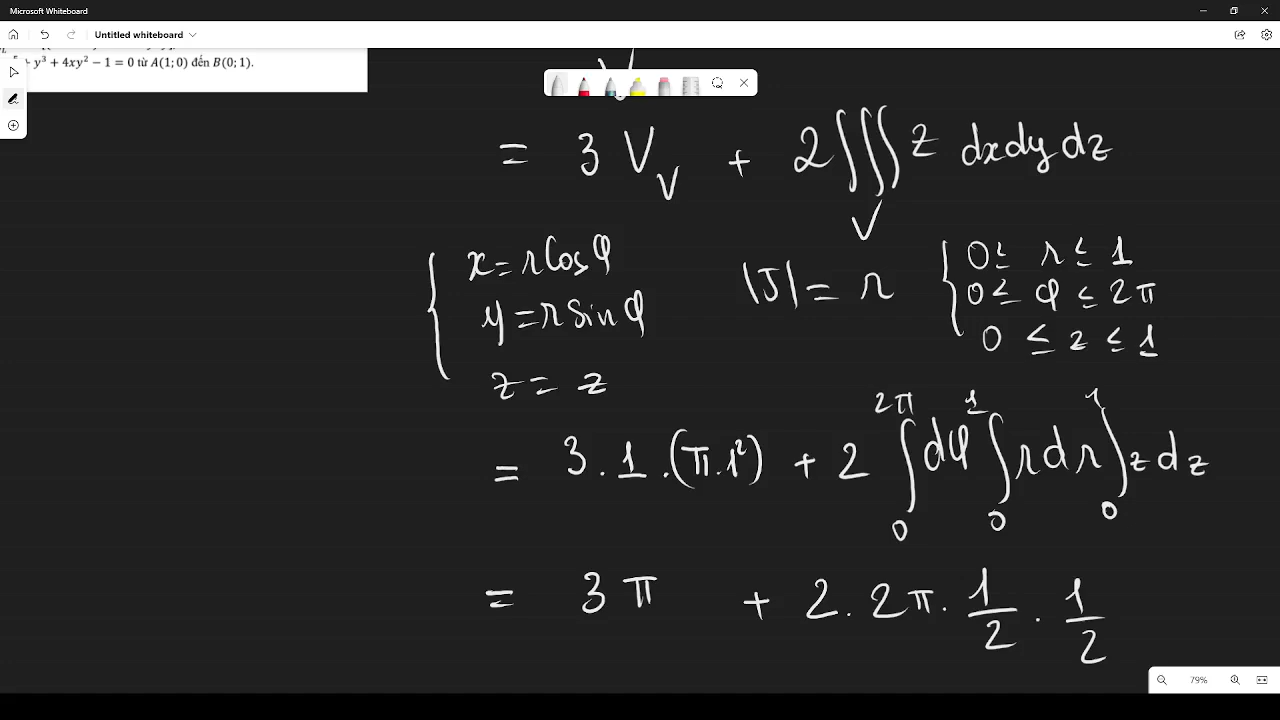 Microsoft Whiteboard
Untitled whiteboard
+ y³ + 4xy² − 1 = 0 từ A(1; 0) đến B(0; 1).
V
= 3 V_V + 2∭_V z dxdydz
{ x = r cos φ
y = r sin φ
z = z
|J| = r
{ 0 ≤ r ≤ 1
0 ≤ φ ≤ 2π
0 ≤ z ≤ 1
= 3 . 1 . (π . 1²) + 2 ∫₀^{2π} dφ ∫₀^1 r dr ∫₀^1 z dz
= 3π + 2 . 2π . 1/2 . 1/2
79%